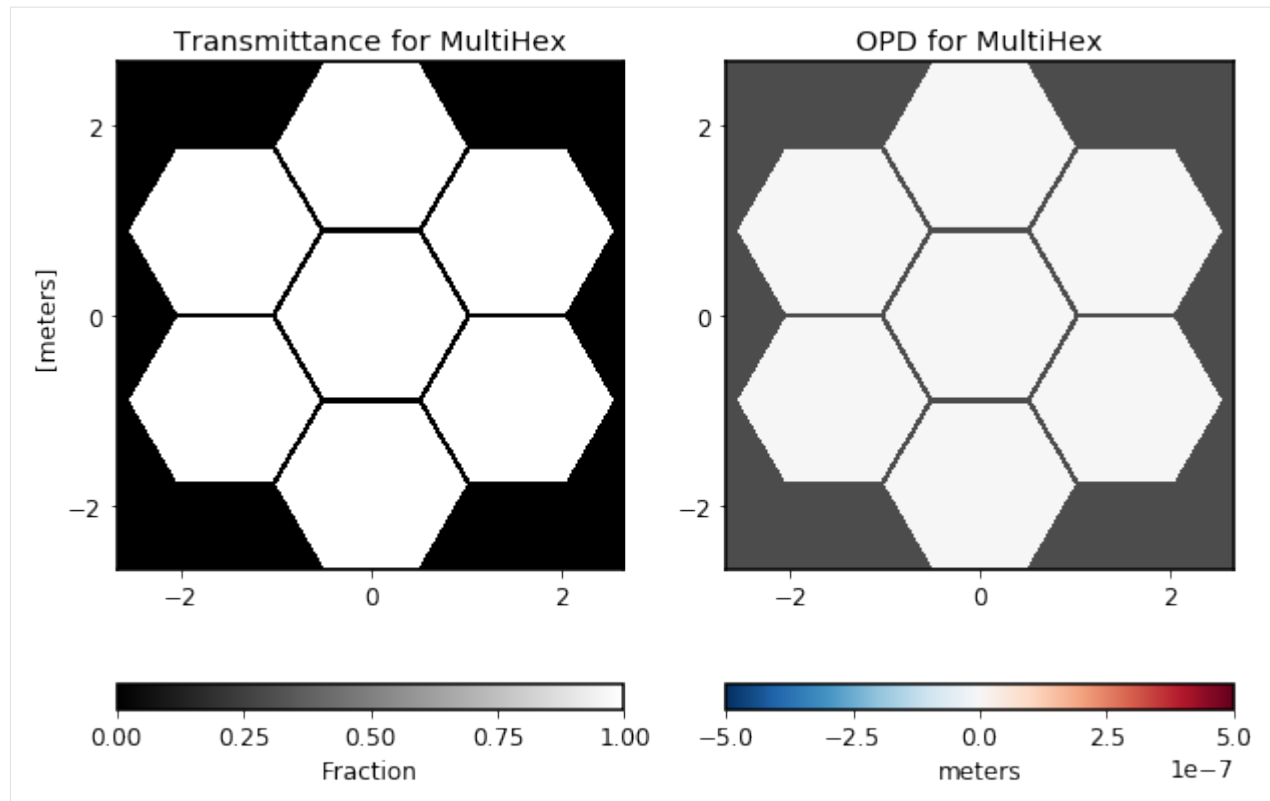 Transmittance for MultiHex
OPD for MultiHex
[meters]
2
0
−2
−2 0 2
2
0
−2
−2 0 2
0.00 0.25 0.50 0.75 1.00
Fraction
−5.0 −2.5 0.0 2.5 5.0
meters 1e−7